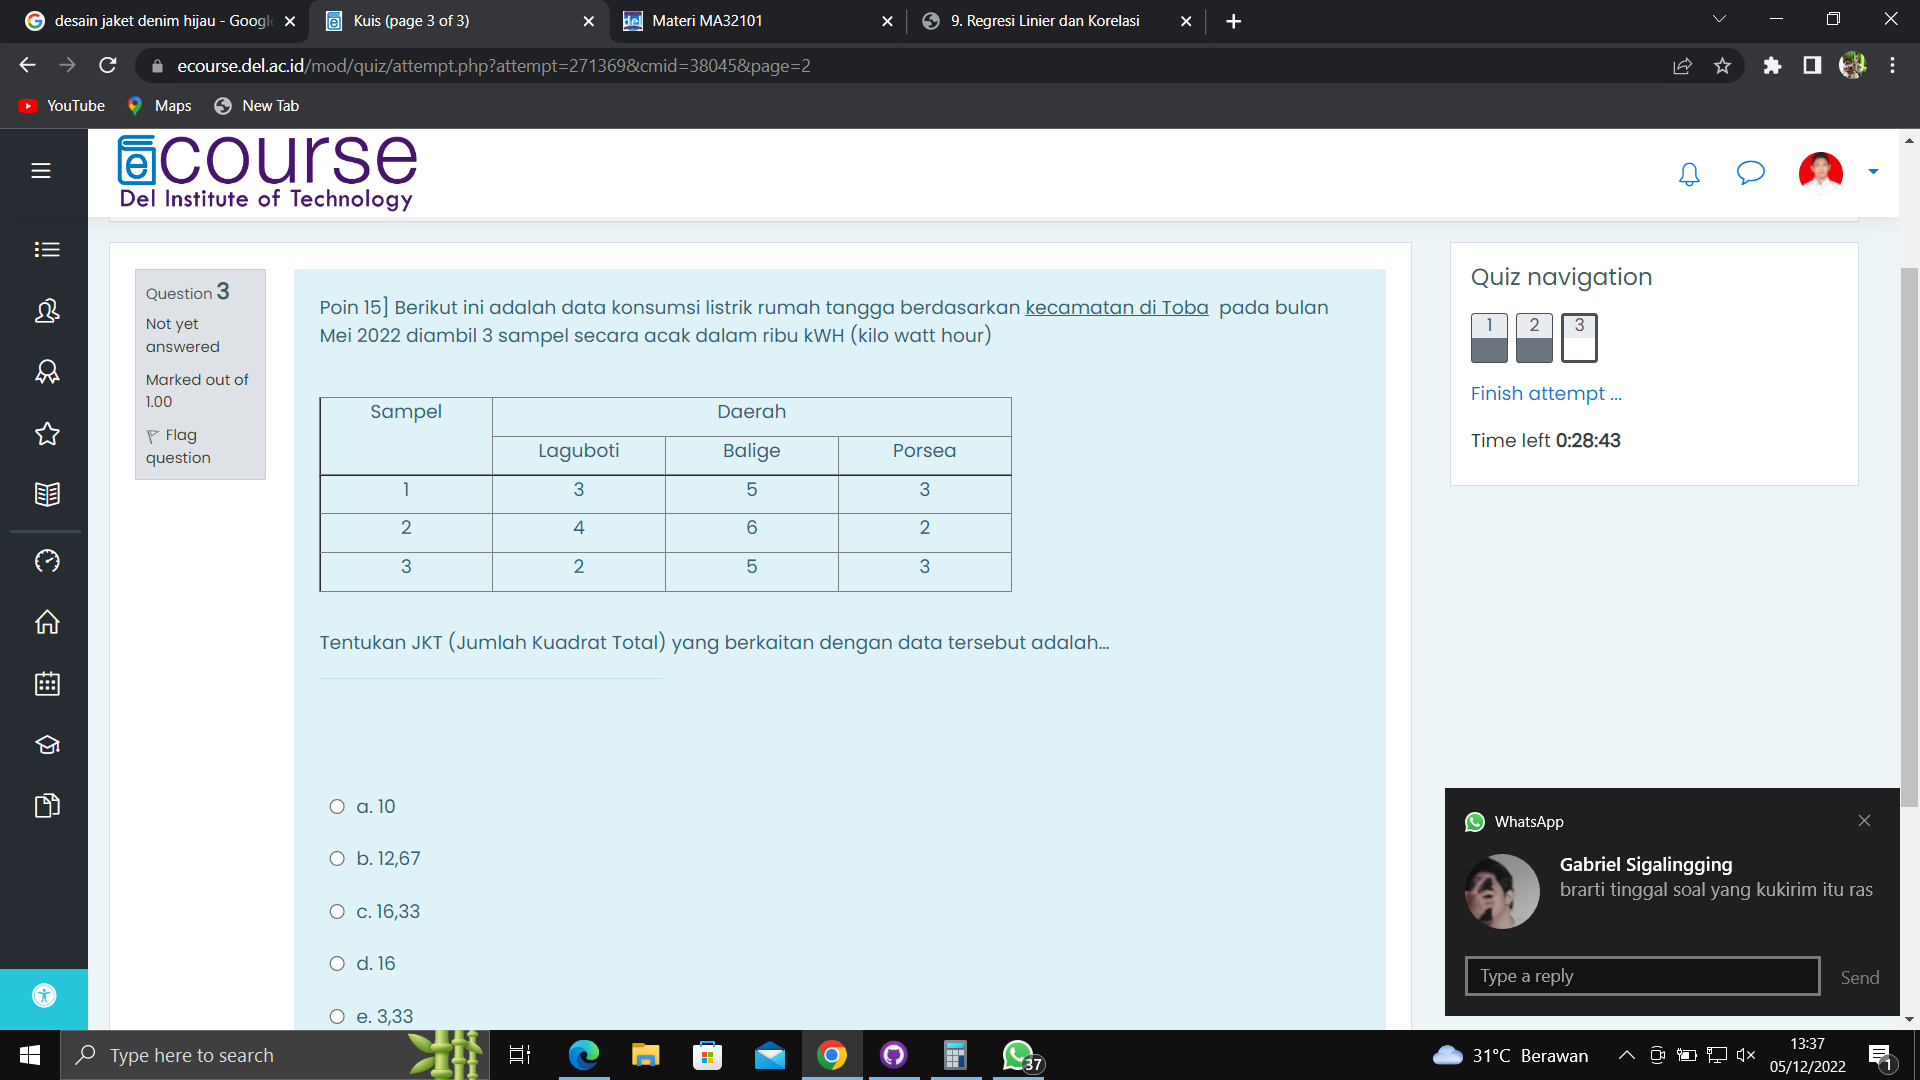 desain jaket denim hijau - Google
Kuis (page 3 of 3)
Materi MA32101
9. Regresi Linier dan Korelasi
ecourse.del.ac.id/mod/quiz/attempt.php?attempt=271369&cmid=38045&page=2
YouTube
Maps
New Tab
ecourse
Del Institute of Technology
Question 3
Not yet
answered
Marked out of
1.00
Flag
question
Poin 15] Berikut ini adalah data konsumsi listrik rumah tangga berdasarkan kecamatan di Toba pada bulan
Mei 2022 diambil 3 sampel secara acak dalam ribu kWH (kilo watt hour)
Sampel Daerah
Laguboti Balige Porsea
1 3 5 3
2 4 6 2
3 2 5 3
Tentukan JKT (Jumlah Kuadrat Total) yang berkaitan dengan data tersebut adalah...
a. 10
b. 12,67
c. 16,33
d. 16
e. 3,33
Quiz navigation
1 2 3
Finish attempt ...
Time left 0:28:43
WhatsApp
Gabriel Sigalingging
brarti tinggal soal yang kukirim itu ras
Type a reply
Send
Type here to search
37
31°C Berawan
13:37
05/12/2022
1